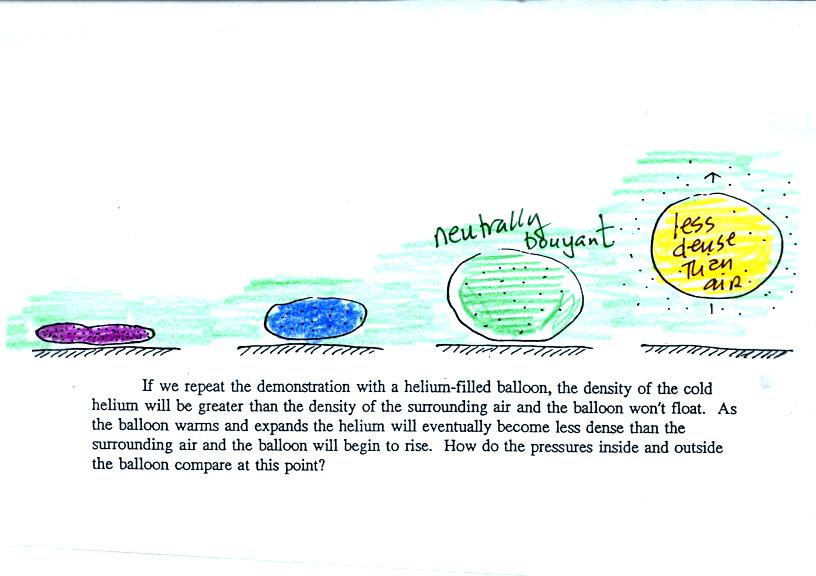 neutrally
bouyant
less
dense
Than
air
If we repeat the demonstration with a helium-filled balloon, the density of the cold
helium will be greater than the density of the surrounding air and the balloon won't float. As
the balloon warms and expands the helium will eventually become less dense than the
surrounding air and the balloon will begin to rise. How do the pressures inside and outside
the balloon compare at this point?